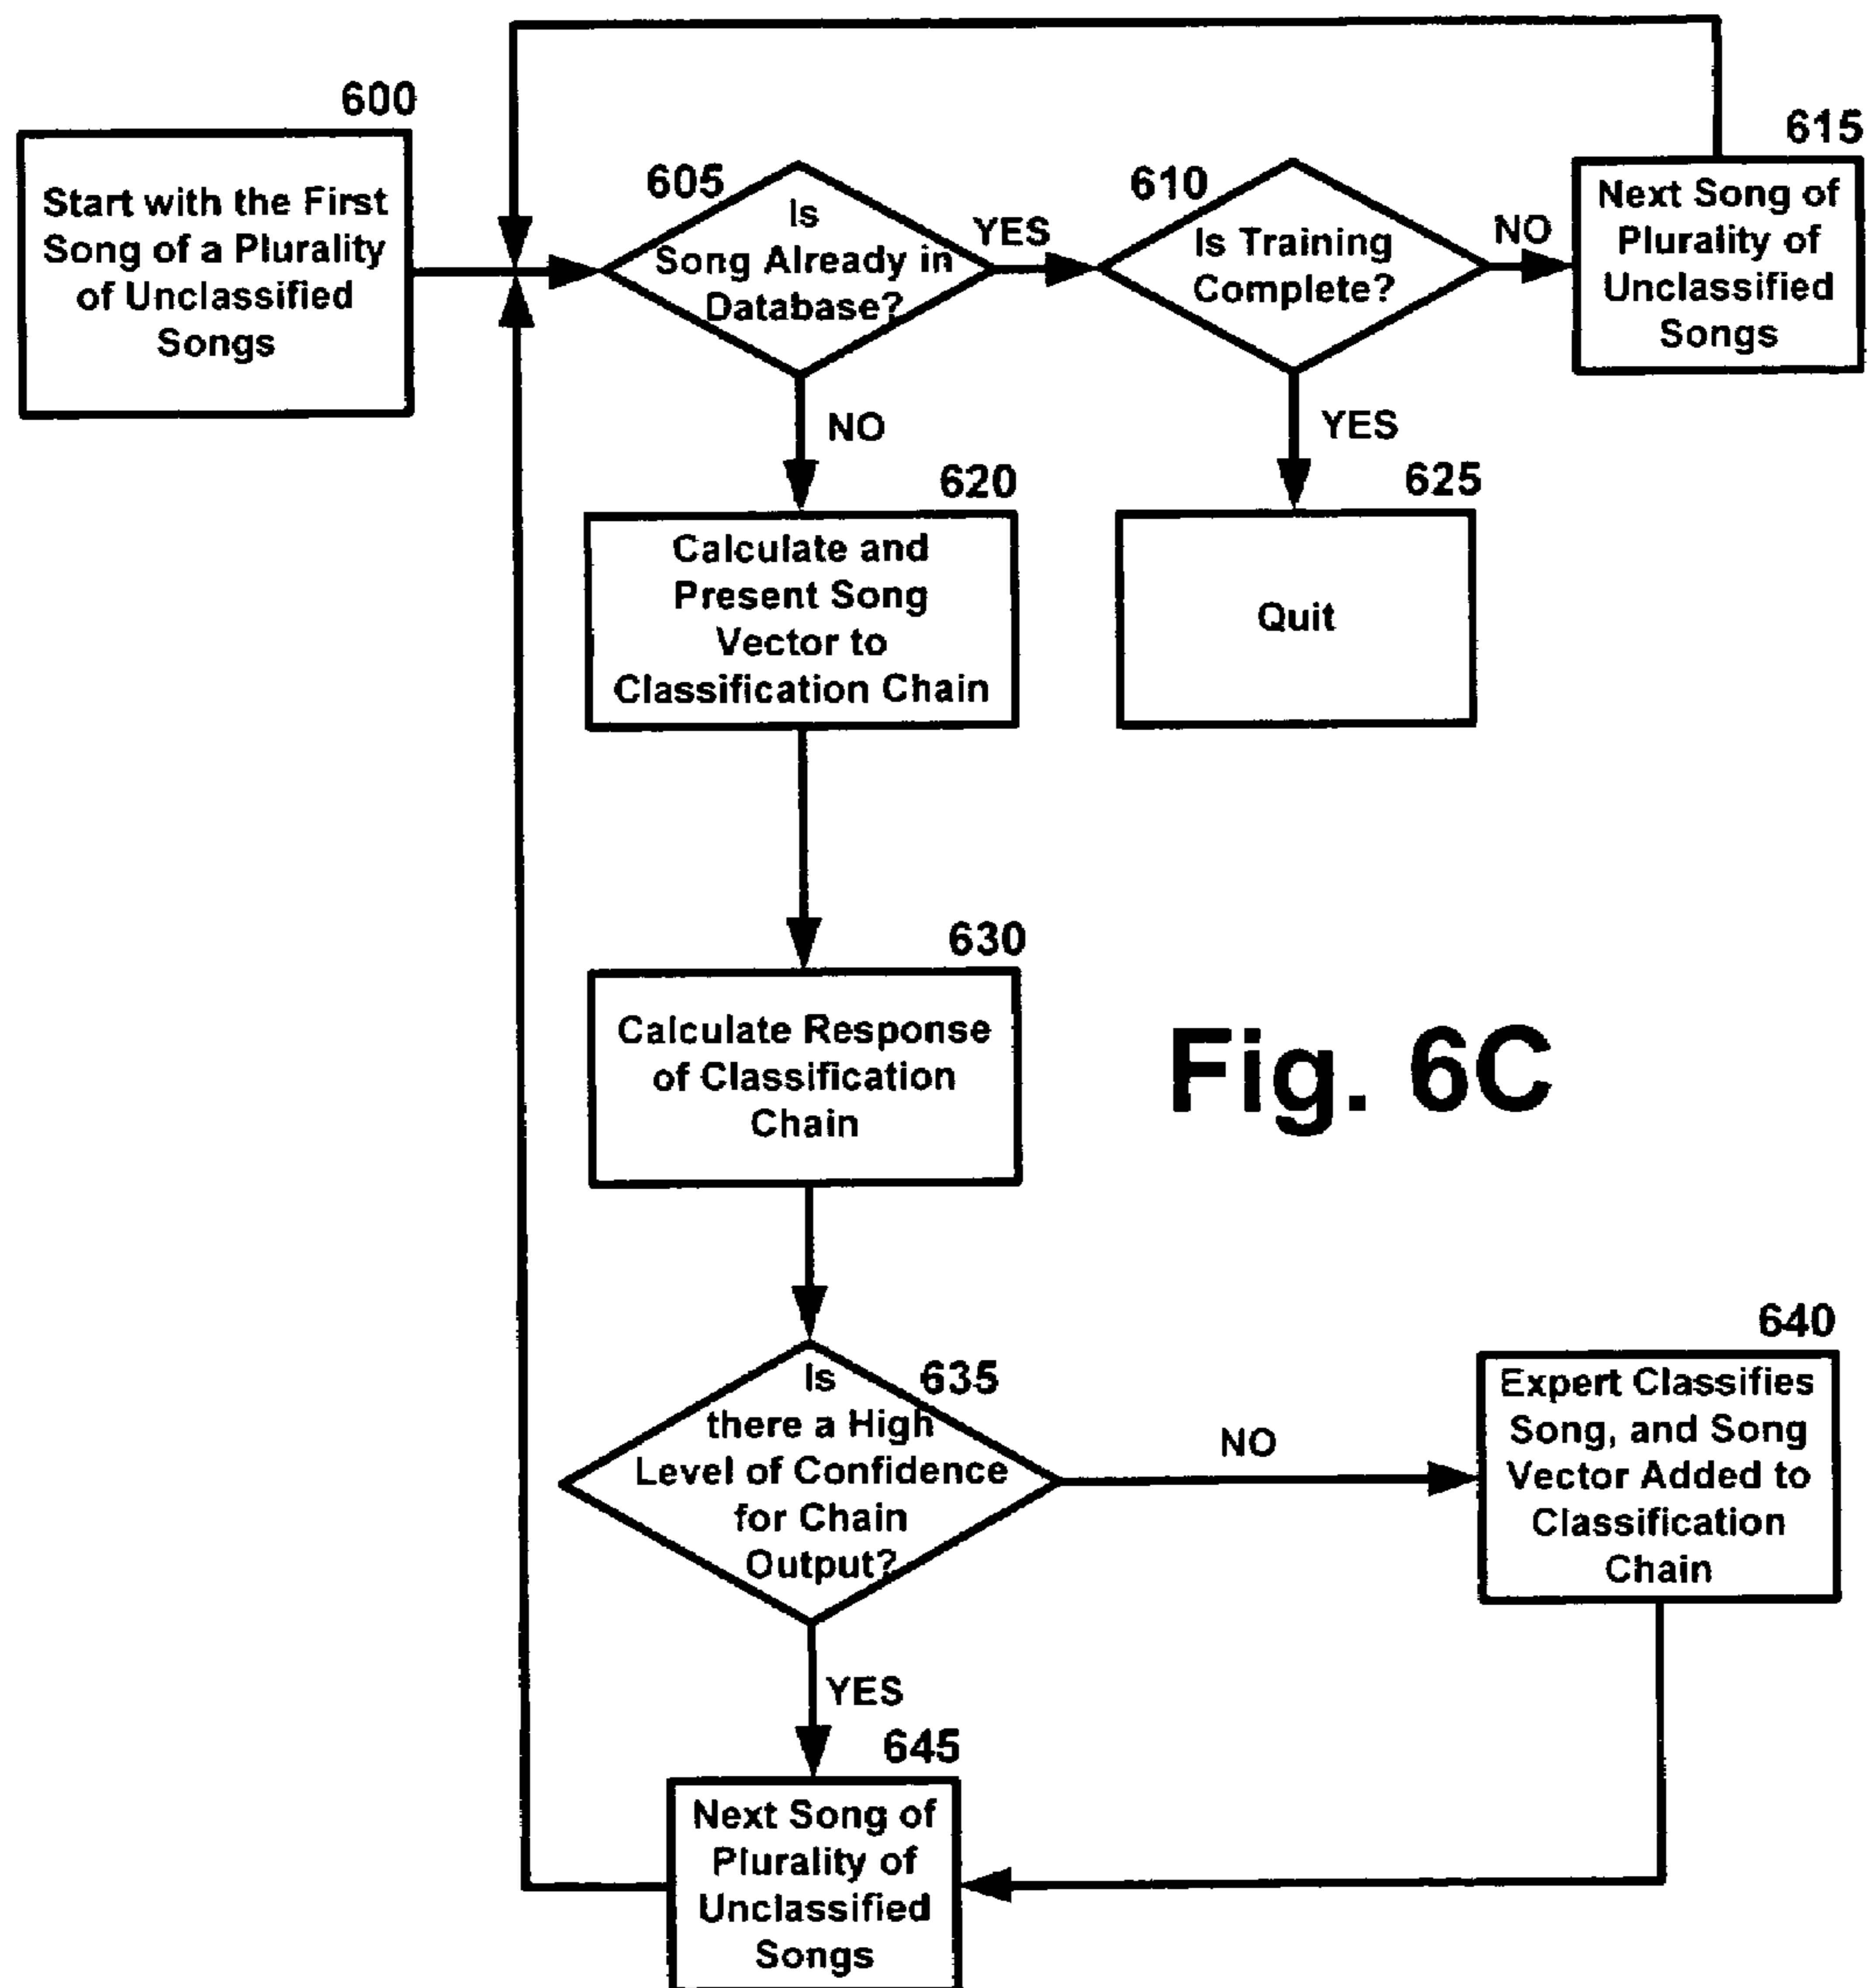 600
Start with the First
Song of a Plurality
of Unclassified
Songs
605
Is
Song Already in
Database?
YES
610
Is Training
Complete?
NO
615
Next Song of
Plurality of
Unclassified
Songs
NO
YES
620
Calculate and
Present Song
Vector to
Classification Chain
625
Quit
630
Calculate Response
of Classification
Chain
Fig. 6C
635
Is
there a High
Level of Confidence
for Chain
Output?
NO
640
Expert Classifies
Song, and Song
Vector Added to
Classification
Chain
YES
645
Next Song of
Plurality of
Unclassified
Songs